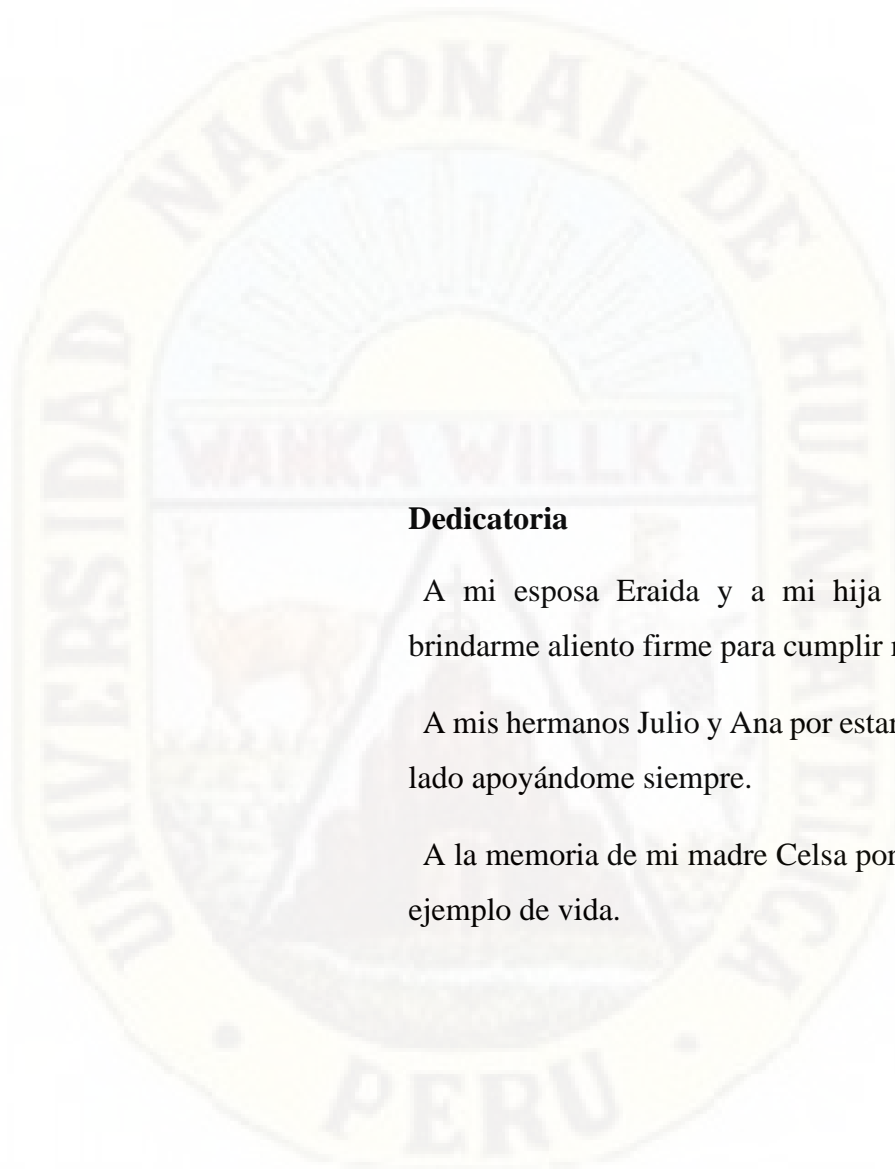 UNIVERSIDAD NACIONAL DE HUANCAVELICA
WANKA WILLKA
Dedicatoria
A mi esposa Eraida y a mi hija
brindarme aliento firme para cumplir
A mis hermanos Julio y Ana por estar
lado apoyándome siempre.
A la memoria de mi madre Celsa por
ejemplo de vida.
PERU